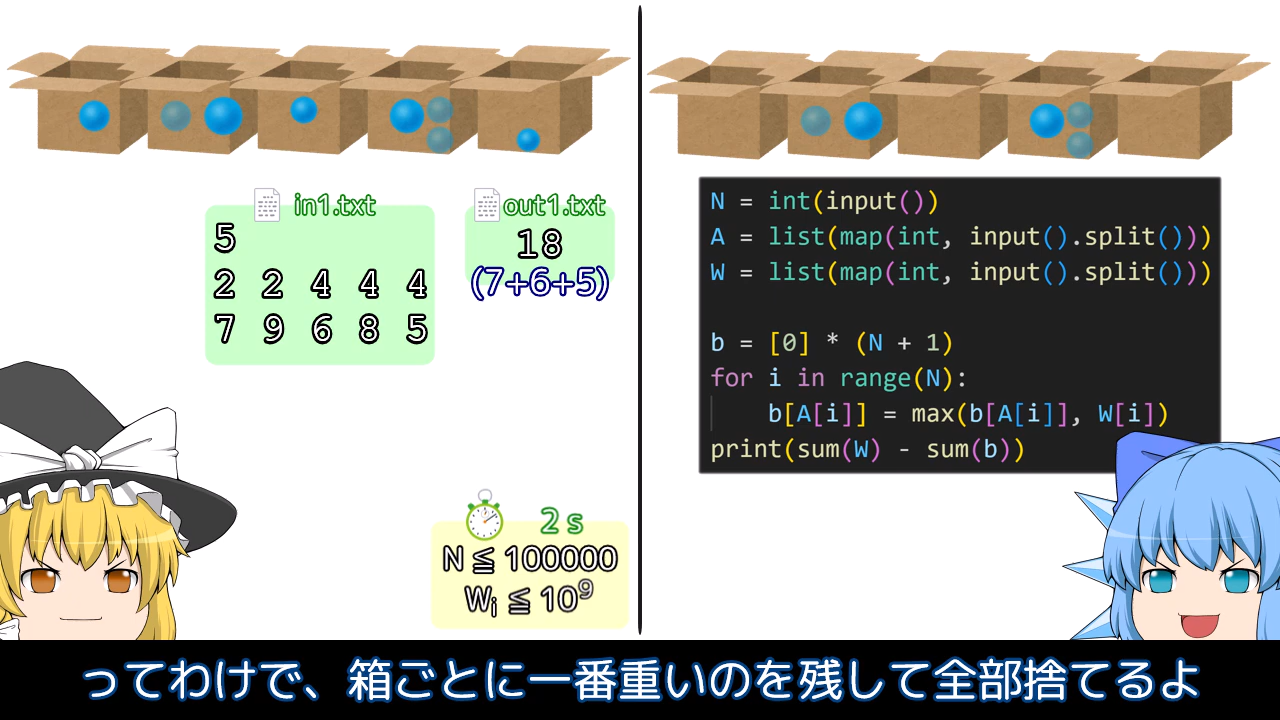 in1.txt
5
2 2 4 4 4
7 9 6 8 5
out1.txt
18
(7+6+5)
2 s
N ≦ 100000
Wi ≦ 10⁹
N = int(input())
A = list(map(int, input().split()))
W = list(map(int, input().split()))
b = [0] * (N + 1)
for i in range(N):
    b[A[i]] = max(b[A[i]], W[i])
print(sum(W) - sum(b))
ってわけで、箱ごとに一番重いのを残して全部捨てるよ